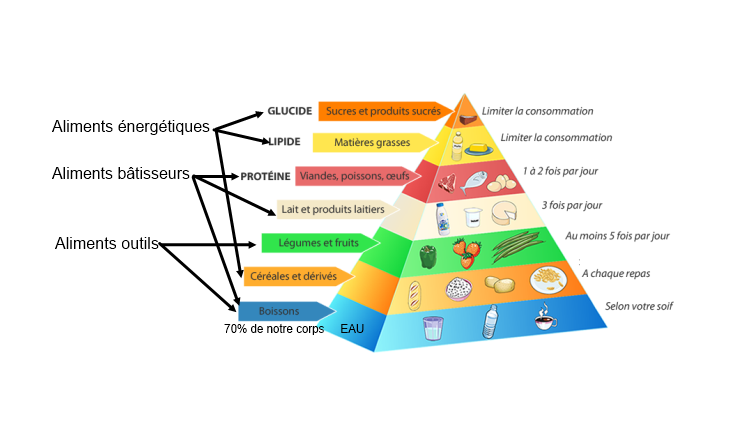 Aliments énergétiques
Aliments bâtisseurs
Aliments outils
GLUCIDE Sucres et produits sucrés Limiter la consommation
LIPIDE Matières grasses Limiter la consommation
PROTÉINE Viandes, poissons, œufs 1 à 2 fois par jour
Lait et produits laitiers 3 fois par jour
Légumes et fruits Au moins 5 fois par jour
Céréales et dérivés A chaque repas
Boissons Selon votre soif
70% de notre corps EAU